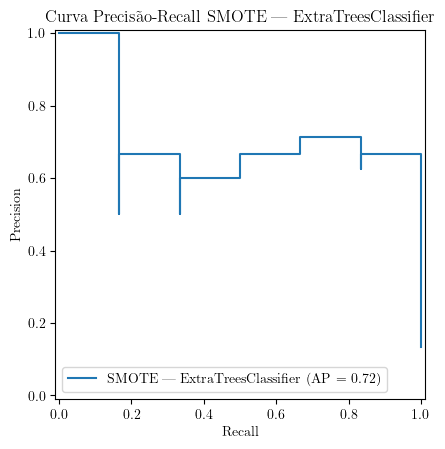 Curva Precisão-Recall SMOTE — ExtraTreesClassifier
1.0
0.8
0.6
0.4
0.2
0.0
Precision
SMOTE — ExtraTreesClassifier (AP = 0.72)
0.0 0.2 0.4 0.6 0.8 1.0
Recall